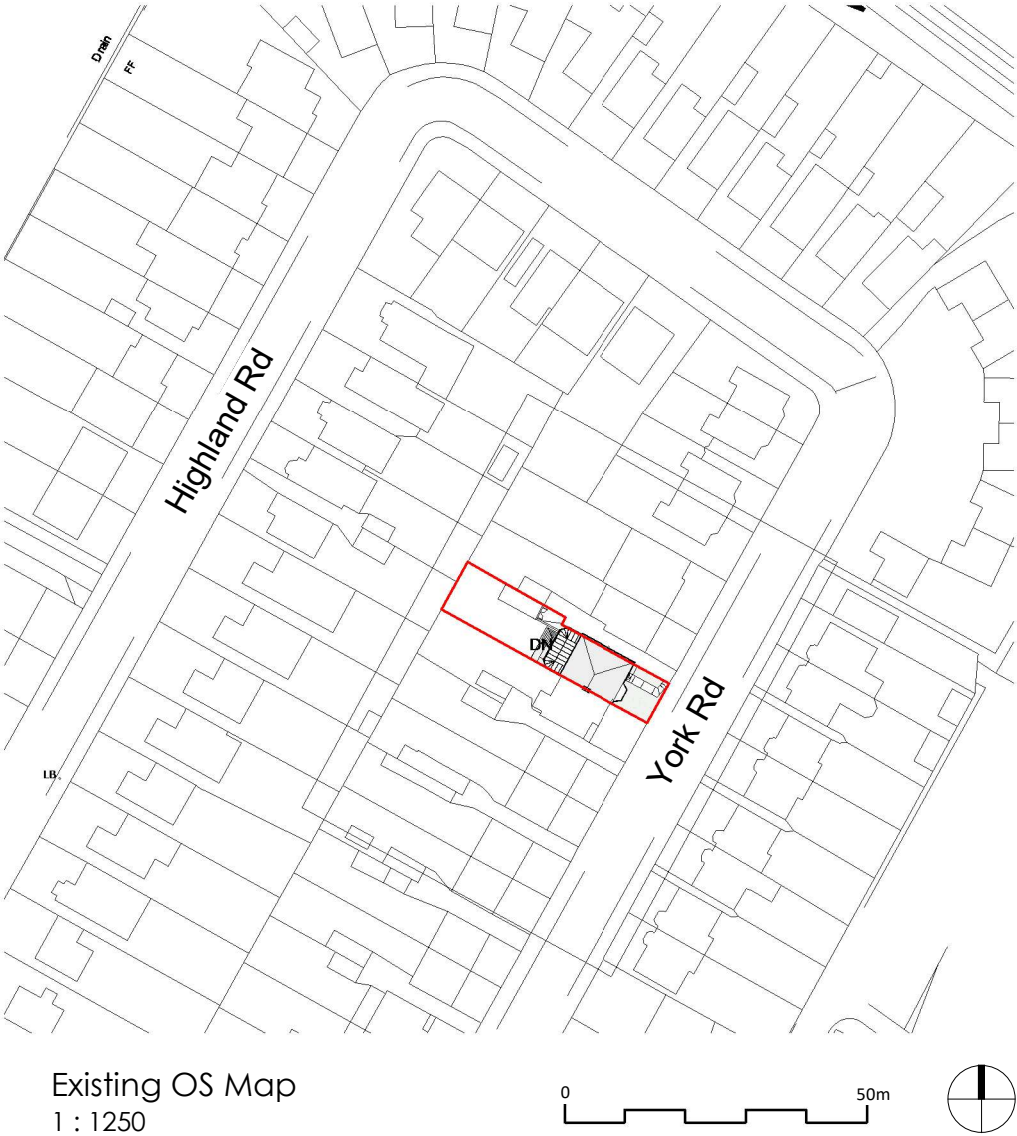 Drain
FF
Highland Rd
DN
York Rd
LB
Existing OS Map
1 : 1250
0
50m